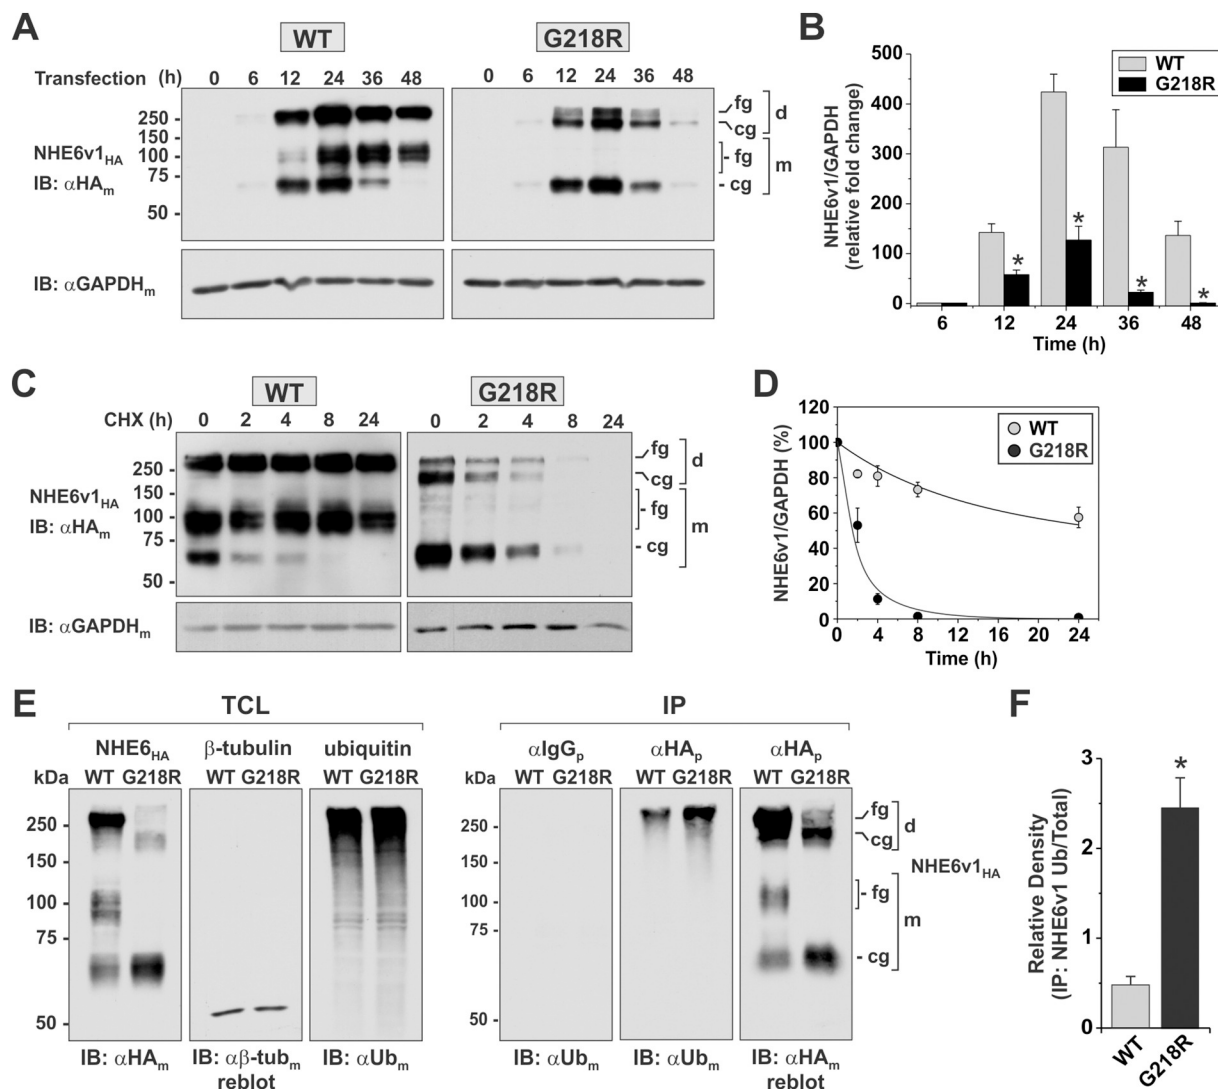 A
WT
G218R
Transfection (h) 0 6 12 24 36 48 0 6 12 24 36 48
250
150
100
75
50
NHE6v1HA
IB: αHAm
fg
cg
d
fg
cg
m
IB: αGAPDHm
B
500
400
300
200
150
100
50
0
NHE6v1/GAPDH
(relative fold change)
WT
G218R
* * * *
6 12 24 36 48
Time (h)
C
WT
G218R
CHX (h) 0 2 4 8 24 0 2 4 8 24
250
150
100
75
50
NHE6v1HA
IB: αHAm
fg
cg
d
fg
cg
m
IB: αGAPDHm
D
120
100
80
60
40
20
0
NHE6v1/GAPDH (%)
WT
G218R
0 4 8 12 16 20 24
Time (h)
E
TCL
IP
NHE6HA β-tubulin ubiquitin
αIgGp αHAp αHAp
kDa WT G218R WT G218R WT G218R
kDa WT G218R WT G218R WT G218R
250
150
100
75
50
250
150
100
75
50
fg
cg
d
fg
cg
m
NHE6v1HA
IB: αHAm IB: αβ-tubm IB: αUbm
reblot
IB: αUbm IB: αUbm IB: αHAm
reblot
F
3
2
1
0
Relative Density
(IP: NHE6v1 Ub/Total)
*
WT
G218R